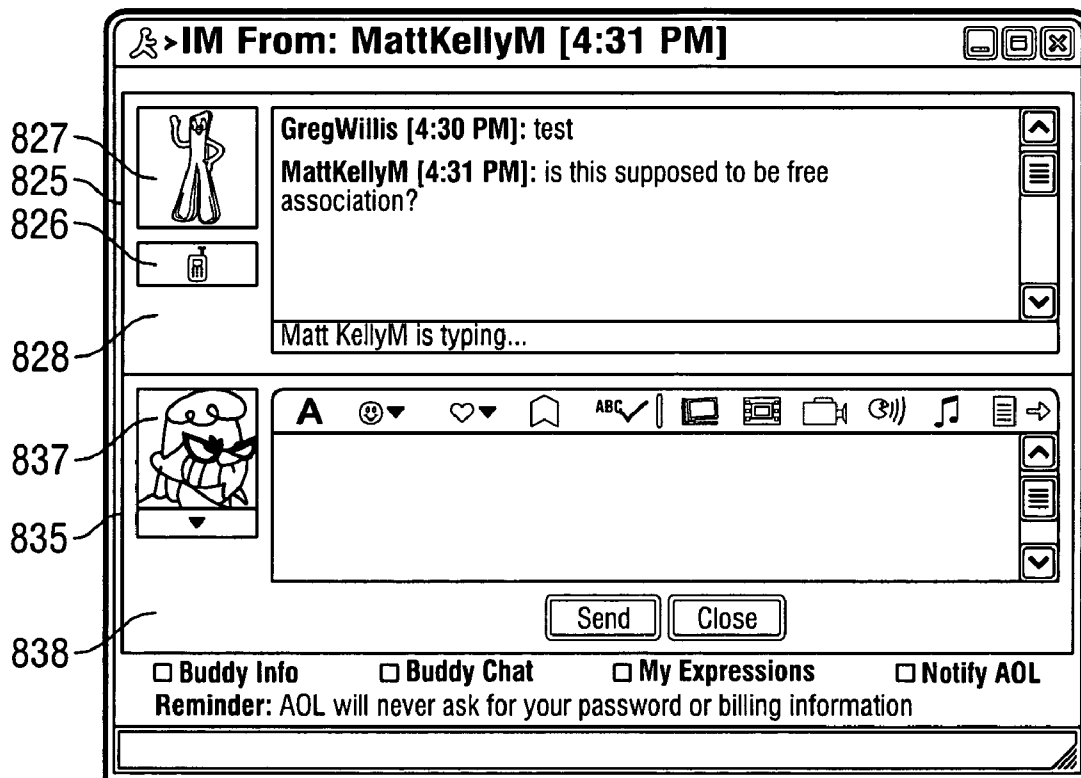 >IM From: MattKellyM [4:31 PM]
827
825
826
828
GregWillis [4:30 PM]: test
MattKellyM [4:31 PM]: is this supposed to be free
association?
Matt KellyM is typing...
837
835
838
A
ABC
Send Close
Buddy Info Buddy Chat My Expressions Notify AOL
Reminder: AOL will never ask for your password or billing information